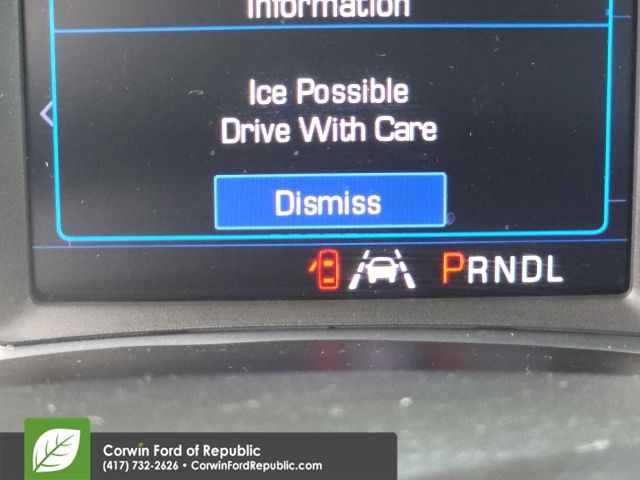 Information
Ice Possible
Drive With Care
Dismiss
PRNDL
Corwin Ford of Republic
(417) 732-2626 • CorwinFordRepublic.com